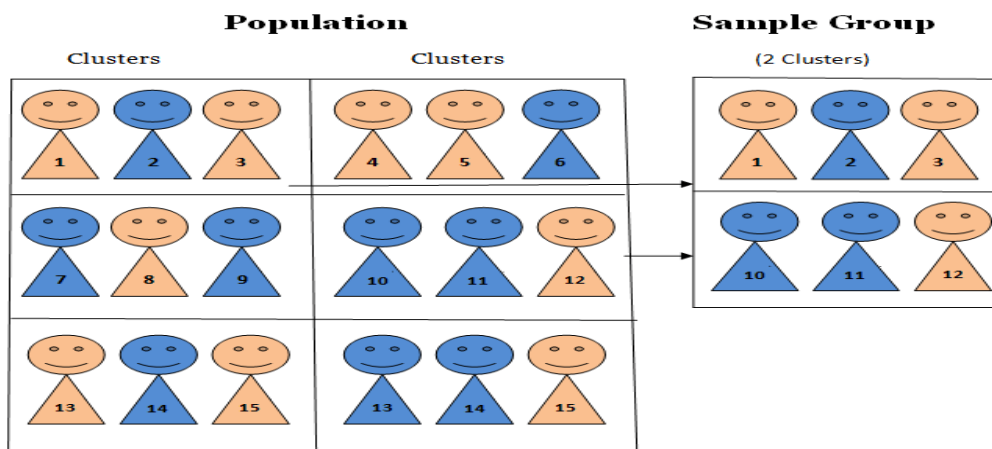 Population
Sample Group
Clusters
Clusters
(2 Clusters)
1 2 3
4 5 6
1 2 3
7 8 9
10 11 12
10 11 12
13 14 15
13 14 15